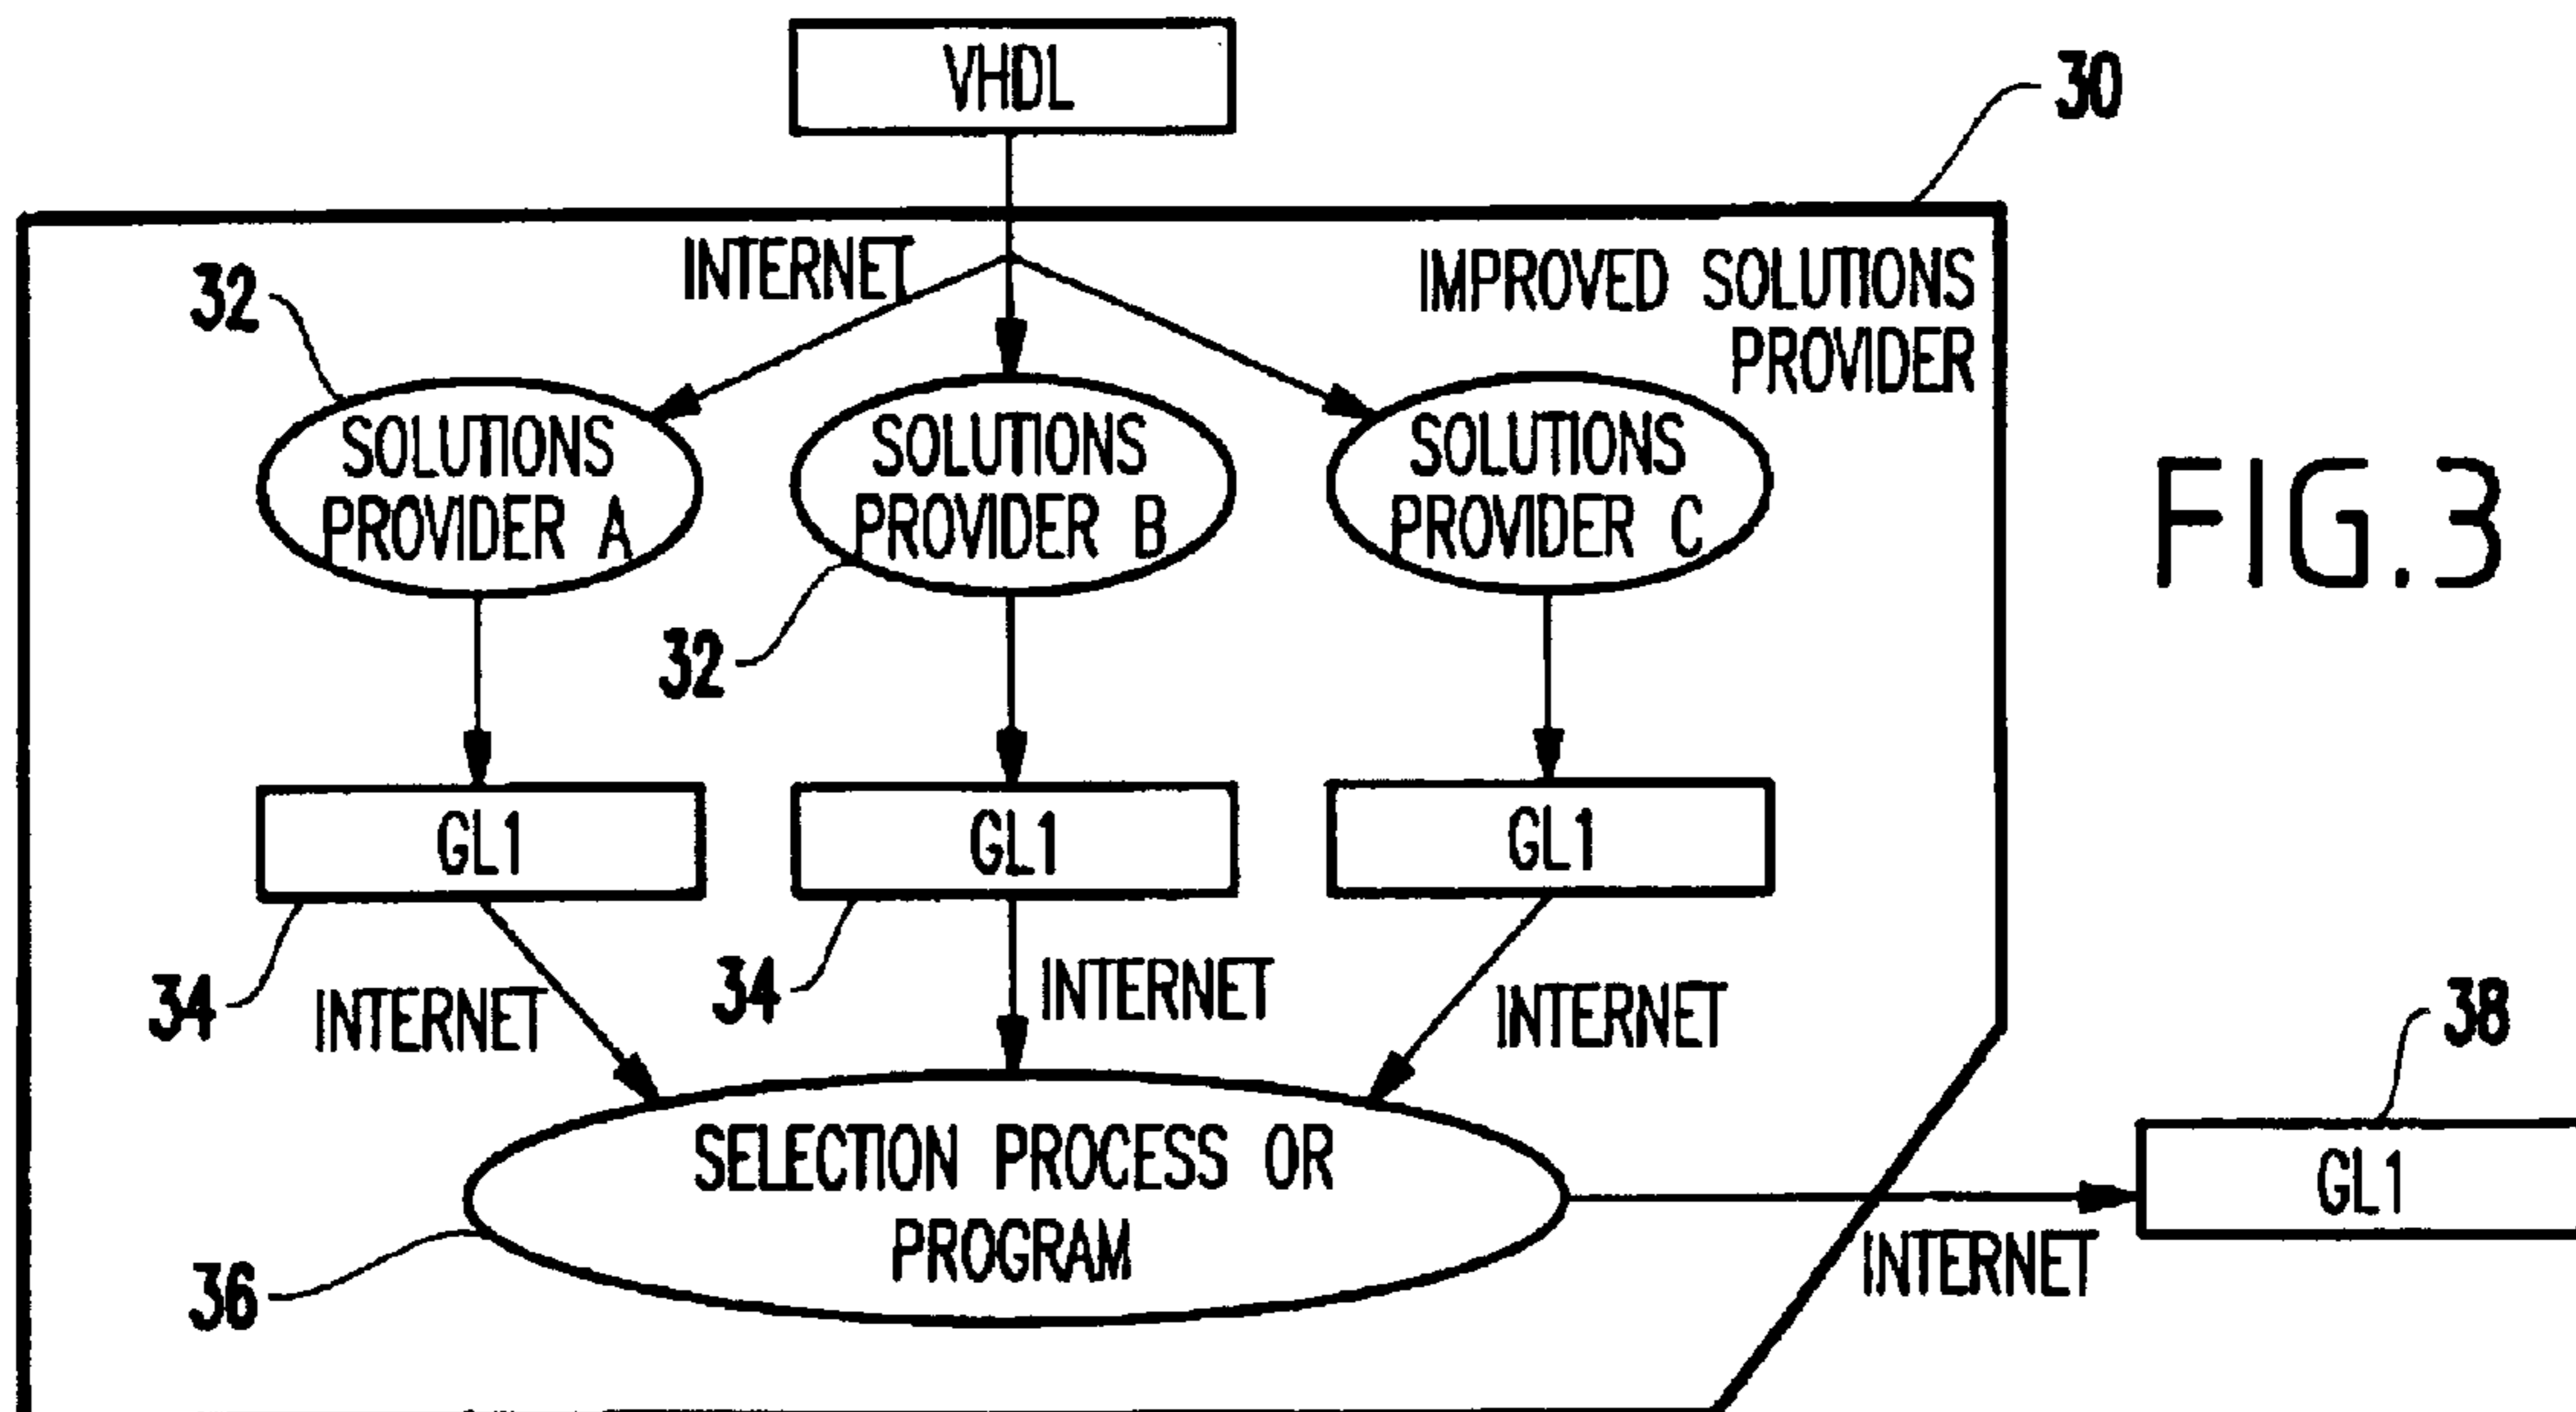 VHDL
30
INTERNET
IMPROVED SOLUTIONS
PROVIDER
32
SOLUTIONS
PROVIDER A
SOLUTIONS
PROVIDER B
SOLUTIONS
PROVIDER C
FIG.3
32
GL1
GL1
GL1
34
INTERNET
34
INTERNET
INTERNET
38
SELECTION PROCESS OR
PROGRAM
GL1
INTERNET
36